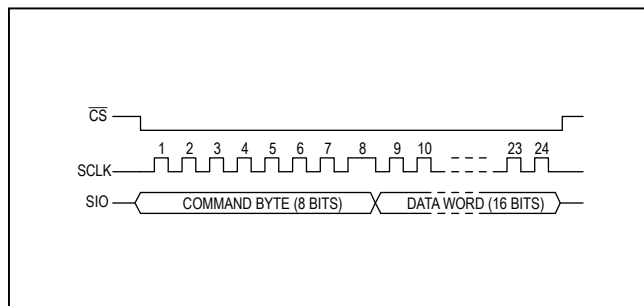 CS
1 2 3 4 5 6 7 8 9 10 23 24
SCLK
SIO COMMAND BYTE (8 BITS) DATA WORD (16 BITS)